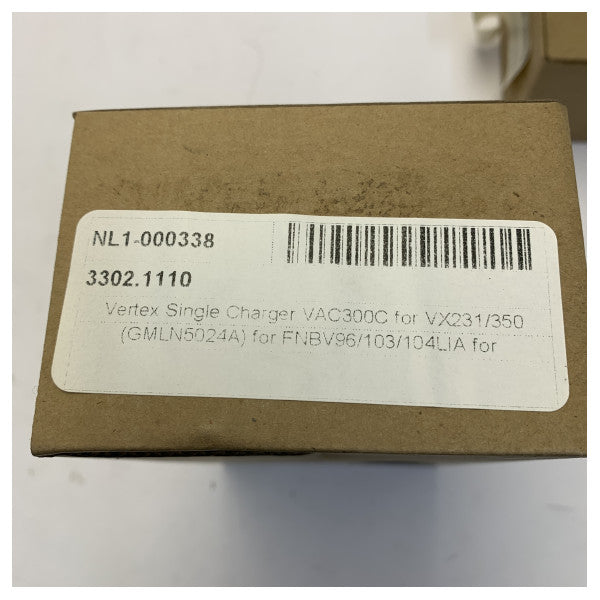 NL1-000338
3302.1110
Vertex Single Charger VAC300C for VX231/350
(GMLN5024A) for FNBV96/103/104LIA for